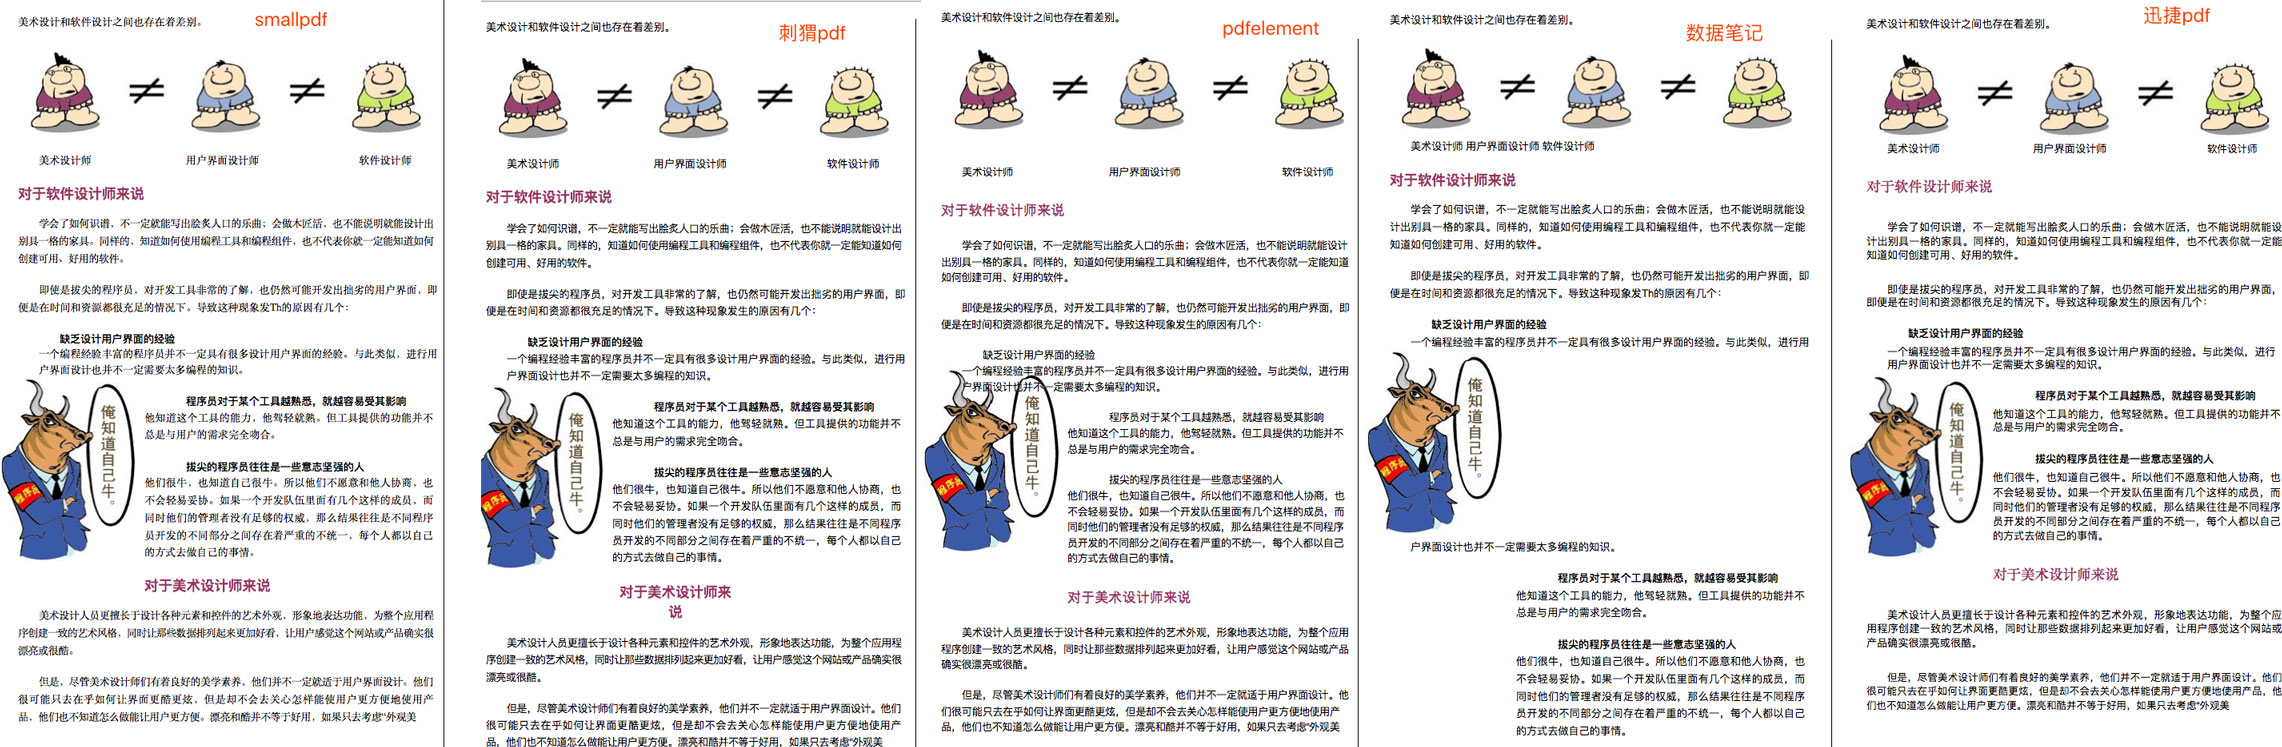 美术设计和软件设计之间也存在着差别。
smallpdf
美术设计师
用户界面设计师
软件设计师
对于软件设计师来说
学会了如何识谱，不一定就能写出脍炙人口的乐曲；会做木匠活，也不能说明就能设计出
别具一格的家具。同样的，知道如何使用编程工具和编程组件，也不代表你就一定能知道如何
创建可用、好用的软件。
即使是拔尖的程序员，对开发工具非常的了解，也仍然可能开发出拙劣的用户界面，即
便是在时间和资源都很充足的情况下。导致这种现象发Th的原因有几个：
缺乏设计用户界面的经验
一个编程经验丰富的程序员并不一定具有很多设计用户界面的经验。与此类似，进行用
户界面设计也并不一定需要太多编程的知识。
俺知道自己牛。
程序员
程序员对于某个工具越熟悉，就越容易受其影响
他知道这个工具的能力，他驾轻就熟。但工具提供的功能并不
总是与用户的需求完全吻合。
拔尖的程序员往往是一些意志坚强的人
他们很牛，也知道自己很牛。所以他们不愿意和他人协商，也
不会轻易妥协。如果一个开发队伍里面有几个这样的成员，而
同时他们的管理者没有足够的权威，那么结果往往是不同程序
员开发的不同部分之间存在着严重的不统一，每个人都以自己
的方式去做自己的事情。
对于美术设计师来说
美术设计人员更擅长于设计各种元素和控件的艺术外观，形象地表达功能，为整个应用程
序创建一致的艺术风格，同时让那些数据排列起来更加好看，让用户感觉这个网站或产品确实很
漂亮或很酷。
但是，尽管美术设计师们有着良好的美学素养，他们并不一定就适于用户界面设计。他们
很可能只去在乎如何让界面更酷更炫，但是却不会去关心怎样能使用户更方便地使用产
品，他们也不知道怎么做能让用户更方便。漂亮和酷并不等于好用，如果只去考虑“外观美
美术设计和软件设计之间也存在着差别。
刺猬pdf
美术设计师
用户界面设计师
软件设计师
对于软件设计师来说
学会了如何识谱，不一定就能写出脍炙人口的乐曲；会做木匠活，也不能说明就能设计出
别具一格的家具。同样的，知道如何使用编程工具和编程组件，也不代表你就一定能知道如何
创建可用、好用的软件。
即使是拔尖的程序员，对开发工具非常的了解，也仍然可能开发出拙劣的用户界面，即
便是在时间和资源都很充足的情况下。导致这种现象发生的原因有几个：
缺乏设计用户界面的经验
一个编程经验丰富的程序员并不一定具有很多设计用户界面的经验。与此类似，进行用
户界面设计也并不一定需要太多编程的知识。
俺知道自己牛。
程序员
程序员对于某个工具越熟悉，就越容易受其影响
他知道这个工具的能力，他驾轻就熟。但工具提供的功能并不
总是与用户的需求完全吻合。
拔尖的程序员往往是一些意志坚强的人
他们很牛，也知道自己很牛。所以他们不愿意和他人协商，也
不会轻易妥协。如果一个开发队伍里面有几个这样的成员，而
同时他们的管理者没有足够的权威，那么结果往往是不同程序
员开发的不同部分之间存在着严重的不统一，每个人都以自己
的方式去做自己的事情。
对于美术设计师来
说
美术设计人员更擅长于设计各种元素和控件的艺术外观，形象地表达功能，为整个应用程
序创建一致的艺术风格，同时让那些数据排列起来更加好看，让用户感觉这个网站或产品确实很
漂亮或很酷。
但是，尽管美术设计师们有着良好的美学素养，他们并不一定就适于用户界面设计。他们
很可能只去在乎如何让界面更酷更炫，但是却不会去关心怎样能使用户更方便地使用产
品，他们也不知道怎么做能让用户更方便。漂亮和酷并不等于好用，如果只去考虑“外观美
美术设计和软件设计之间也存在着差别。
pdfelement
美术设计师
用户界面设计师
软件设计师
对于软件设计师来说
学会了如何识谱，不一定就能写出脍炙人口的乐曲；会做木匠活，也不能说明就能设计
出别具一格的家具。同样的，知道如何使用编程工具和编程组件，也不代表你就一定能知道
如何创建可用、好用的软件。
即使是拔尖的程序员，对开发工具非常的了解，也仍然可能开发出拙劣的用户界面，即
便是在时间和资源都很充足的情况下。导致这种现象发生的原因有几个：
缺乏设计用户界面的经验
一个编程经验丰富的程序员并不一定具有很多设计用户界面的经验。与此类似，进行用
户界面设计也并不一定需要太多编程的知识。
俺知道自己牛。
程序员
程序员对于某个工具越熟悉，就越容易受其影响
他知道这个工具的能力，他驾轻就熟。但工具提供的功能并不
总是与用户的需求完全吻合。
拔尖的程序员往往是一些意志坚强的人
他们很牛，也知道自己很牛。所以他们不愿意和他人协商，也
不会轻易妥协。如果一个开发队伍里面有几个这样的成员，而
同时他们的管理者没有足够的权威，那么结果往往是不同程序
员开发的不同部分之间存在着严重的不统一，每个人都以自己
的方式去做自己的事情。
对于美术设计师来说
美术设计人员更擅长于设计各种元素和控件的艺术外观，形象地表达功能，为整个应用
程序创建一致的艺术风格，同时让那些数据排列起来更加好看，让用户感觉这个网站或产品
确实很漂亮或很酷。
但是，尽管美术设计师们有着良好的美学素养，他们并不一定就适于用户界面设计。他
们很可能只去在乎如何让界面更酷更炫，但是却不会去关心怎样能使用户更方便地使用产
品，他们也不知道怎么做能让用户更方便。漂亮和酷并不等于好用，如果只去考虑“外观美
美术设计和软件设计之间也存在着差别。
数据笔记
美术设计师 用户界面设计师 软件设计师
对于软件设计师来说
学会了如何识谱，不一定就能写出脍炙人口的乐曲；会做木匠活，也不能说明就能设
计出别具一格的家具。同样的，知道如何使用编程工具和编程组件，也不代表你就一定能
知道如何创建可用、好用的软件。
即使是拔尖的程序员，对开发工具非常的了解，也仍然可能开发出拙劣的用户界面，即
便是在时间和资源都很充足的情况下。导致这种现象发Th的原因有几个：
缺乏设计用户界面的经验
一个编程经验丰富的程序员并不一定具有很多设计用户界面的经验。与此类似，进行用
俺知道自己牛。
程序员
户界面设计也并不一定需要太多编程的知识。
程序员对于某个工具越熟悉，就越容易受其影响
他知道这个工具的能力，他驾轻就熟。但工具提供的功能并不
总是与用户的需求完全吻合。
拔尖的程序员往往是一些意志坚强的人
他们很牛，也知道自己很牛。所以他们不愿意和他人协商，也
不会轻易妥协。如果一个开发队伍里面有几个这样的成员，而
同时他们的管理者没有足够的权威，那么结果往往是不同程序
员开发的不同部分之间存在着严重的不统一，每个人都以自己
的方式去做自己的事情。
美术设计和软件设计之间也存在着差别。
迅捷pdf
美术设计师
用户界面设计师
软件设计师
对于软件设计师来说
学会了如何识谱，不一定就能写出脍炙人口的乐曲；会做木匠活，也不能说明就能设
计出别具一格的家具。同样的，知道如何使用编程工具和编程组件，也不代表你就一定能
知道如何创建可用、好用的软件。
即使是拔尖的程序员，对开发工具非常的了解，也仍然可能开发出拙劣的用户界面，
即便是在时间和资源都很充足的情况下。导致这种现象发生的原因有几个：
缺乏设计用户界面的经验
一个编程经验丰富的程序员并不一定具有很多设计用户界面的经验。与此类似，进行
用户界面设计也并不一定需要太多编程的知识。
俺知道自己牛。
程序员
程序员对于某个工具越熟悉，就越容易受其影响
他知道这个工具的能力，他驾轻就熟。但工具提供的功能并不
总是与用户的需求完全吻合。
拔尖的程序员往往是一些意志坚强的人
他们很牛，也知道自己很牛。所以他们不愿意和他人协商，也
不会轻易妥协。如果一个开发队伍里面有几个这样的成员，而
同时他们的管理者没有足够的权威，那么结果往往是不同程序
员开发的不同部分之间存在着严重的不统一，每个人都以自己
的方式去做自己的事情。
对于美术设计师来说
美术设计人员更擅长于设计各种元素和控件的艺术外观，形象地表达功能，为整个应
用程序创建一致的艺术风格，同时让那些数据排列起来更加好看，让用户感觉这个网站或
产品确实很漂亮或很酷。
但是，尽管美术设计师们有着良好的美学素养，他们并不一定就适于用户界面设计。他们
很可能只去在乎如何让界面更酷更炫，但是却不会去关心怎样能使用户更方便地使用产品，他
们也不知道怎么做能让用户更方便。漂亮和酷并不等于好用，如果只去考虑“外观美